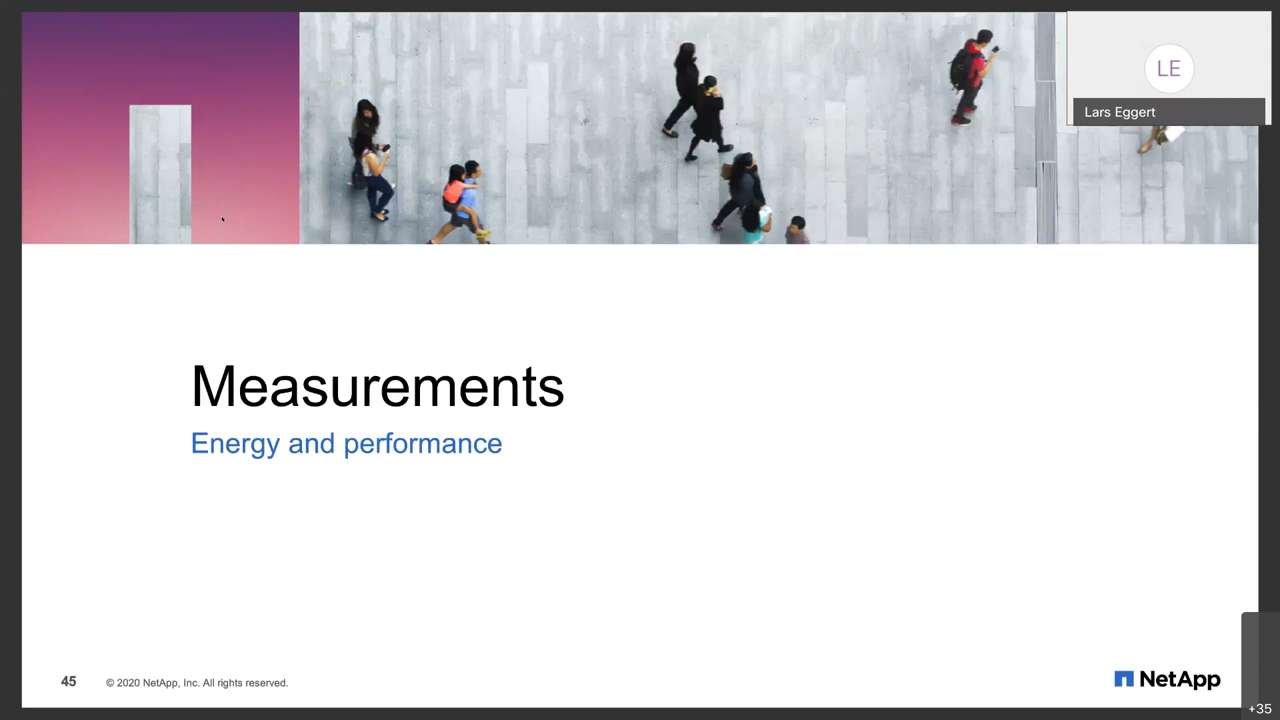 LE
Lars Eggert
Measurements
Energy and performance
45
© 2020 NetApp, Inc. All rights reserved.
NetApp
+35